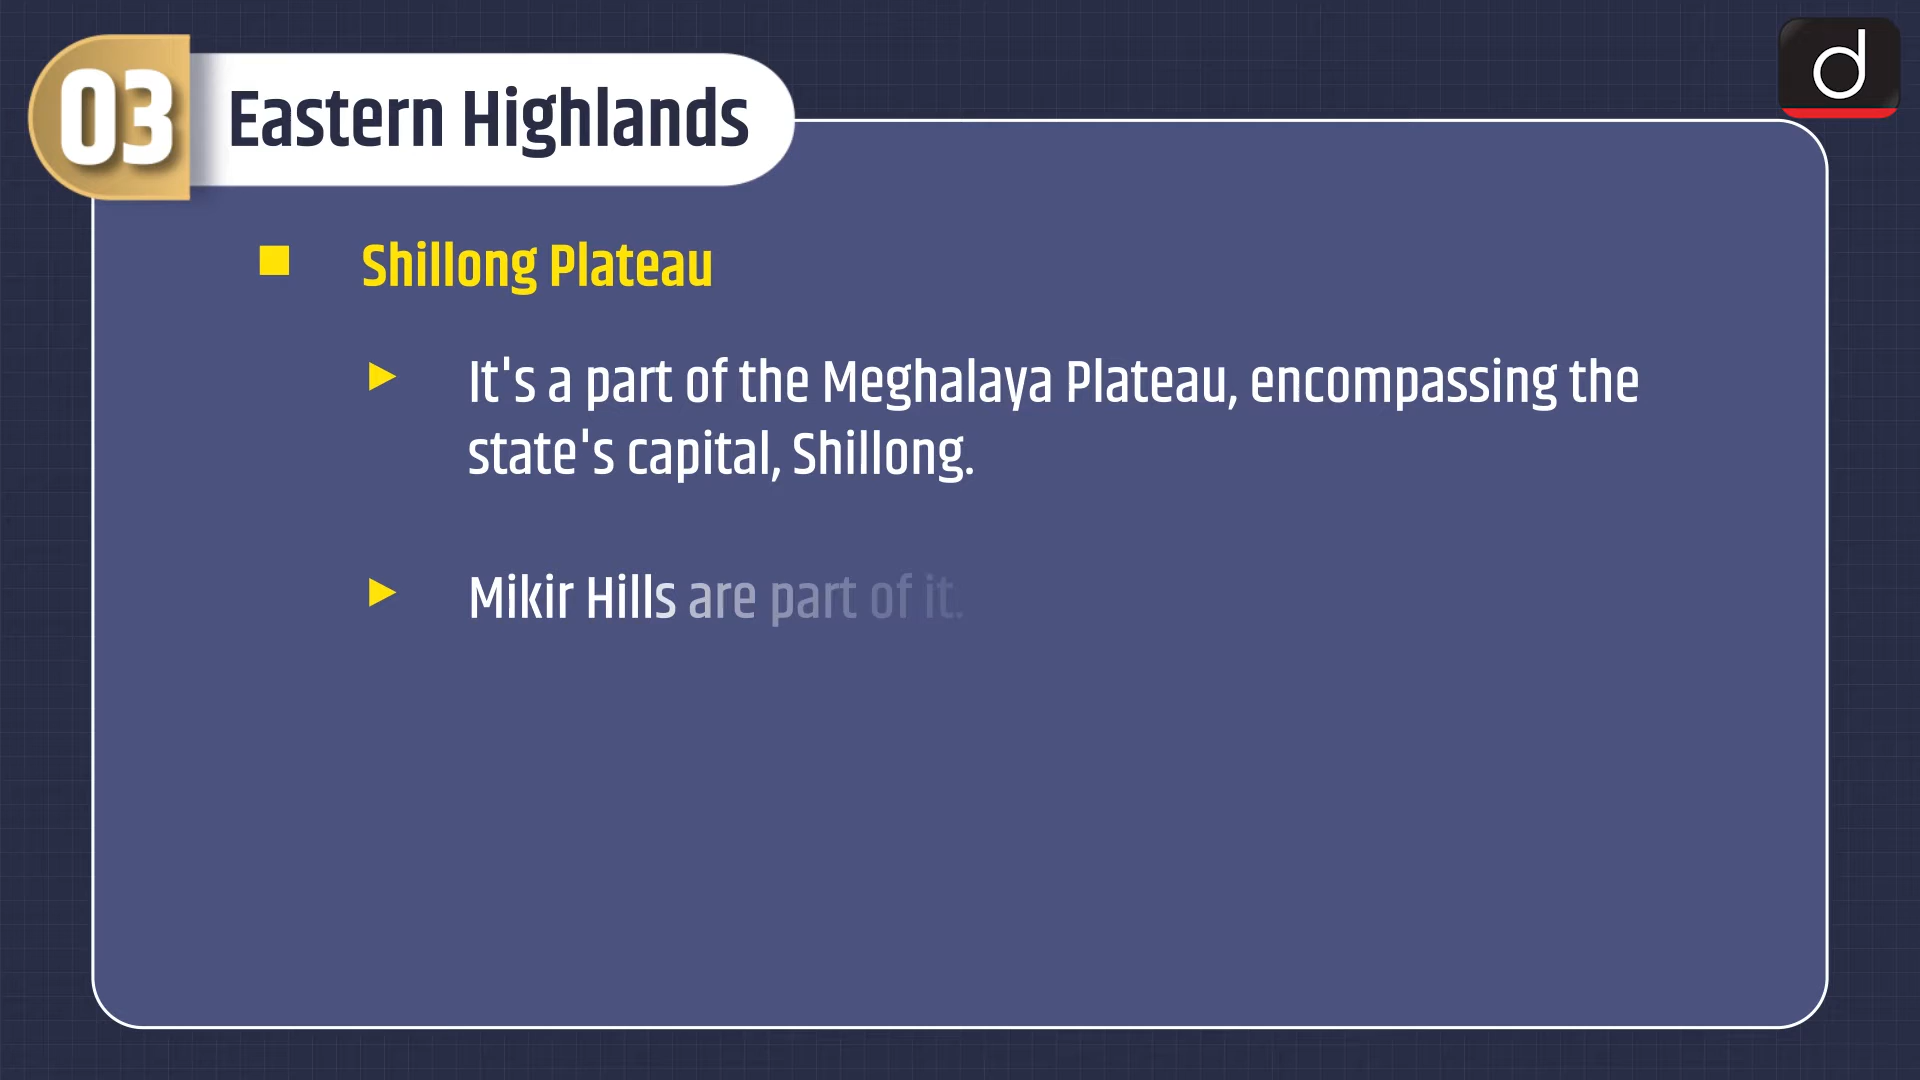 03
Eastern Highlands
d
Shillong Plateau
It's a part of the Meghalaya Plateau, encompassing the
state's capital, Shillong.
Mikir Hills are part of it.